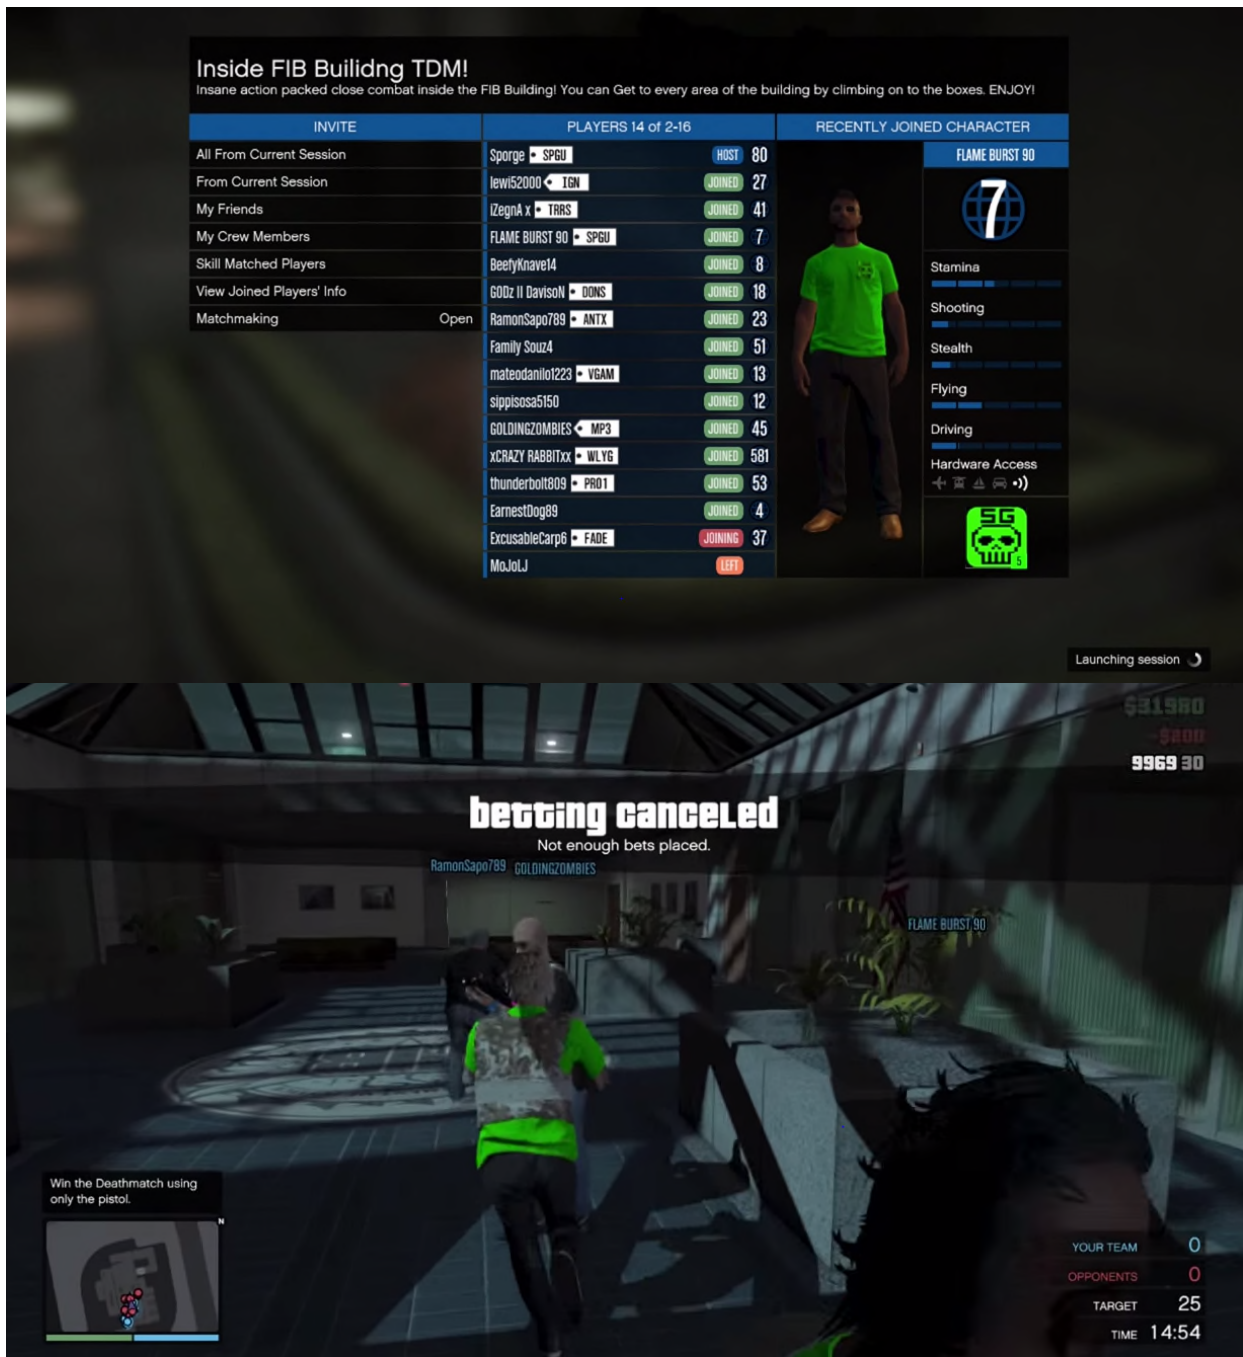 Inside FIB Builidng TDM!
Insane action packed close combat inside the FIB Building! You can Get to every area of the building by climbing on to the boxes. ENJOY!
INVITE
PLAYERS 14 of 2-16
RECENTLY JOINED CHARACTER
All From Current Session
From Current Session
My Friends
My Crew Members
Skill Matched Players
View Joined Players' Info
Matchmaking Open
Sporge SPGU HOST 80
lewi52000 IGN JOINED 27
iZegnA x TRRS JOINED 41
FLAME BURST 90 SPGU JOINED 7
BeefyKnave14 JOINED 8
GODz II DavisoN DONS JOINED 18
RamonSapo789 ANTX JOINED 23
Family Souz4 JOINED 51
mateodanilo1223 VGAM JOINED 13
sippisosa5150 JOINED 12
GOLDINGZOMBIES MP3 JOINED 45
xCRAZY RABBITxx WLYG JOINED 581
thunderbolt809 PRO1 JOINED 53
EarnestDog89 JOINED 4
ExcusableCarp6 FADE JOINING 37
MoJoLJ LEFT
FLAME BURST 90
7
Stamina
Shooting
Stealth
Flying
Driving
Hardware Access
SG
5
Launching session
$31980
-$200
9969 30
betting canceled
Not enough bets placed.
RamonSapo789 GOLDINGZOMBIES
FLAME BURST 90
Win the Deathmatch using
only the pistol.
N
YOUR TEAM 0
OPPONENTS 0
TARGET 25
TIME 14:54